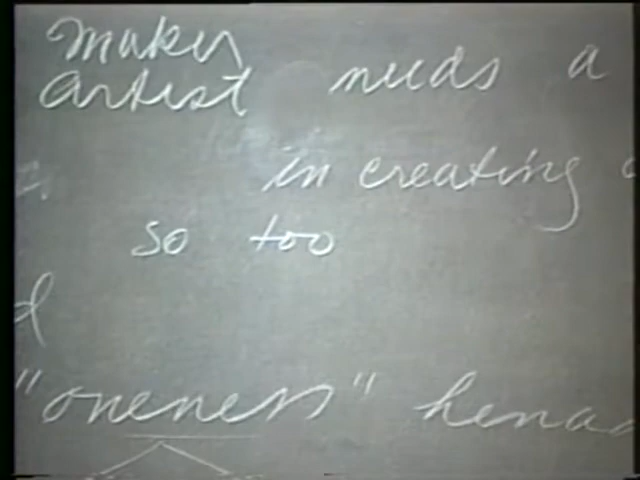 maker
artist needs a
in creating
so too
"oneness"